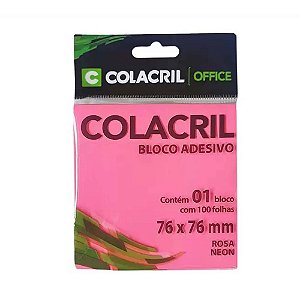 C COLACRIL | OFFICE
COLACRIL
BLOCO ADESIVO
Contém 01 bloco
com 100 folhas
76 x 76 mm
ROSA
NEON